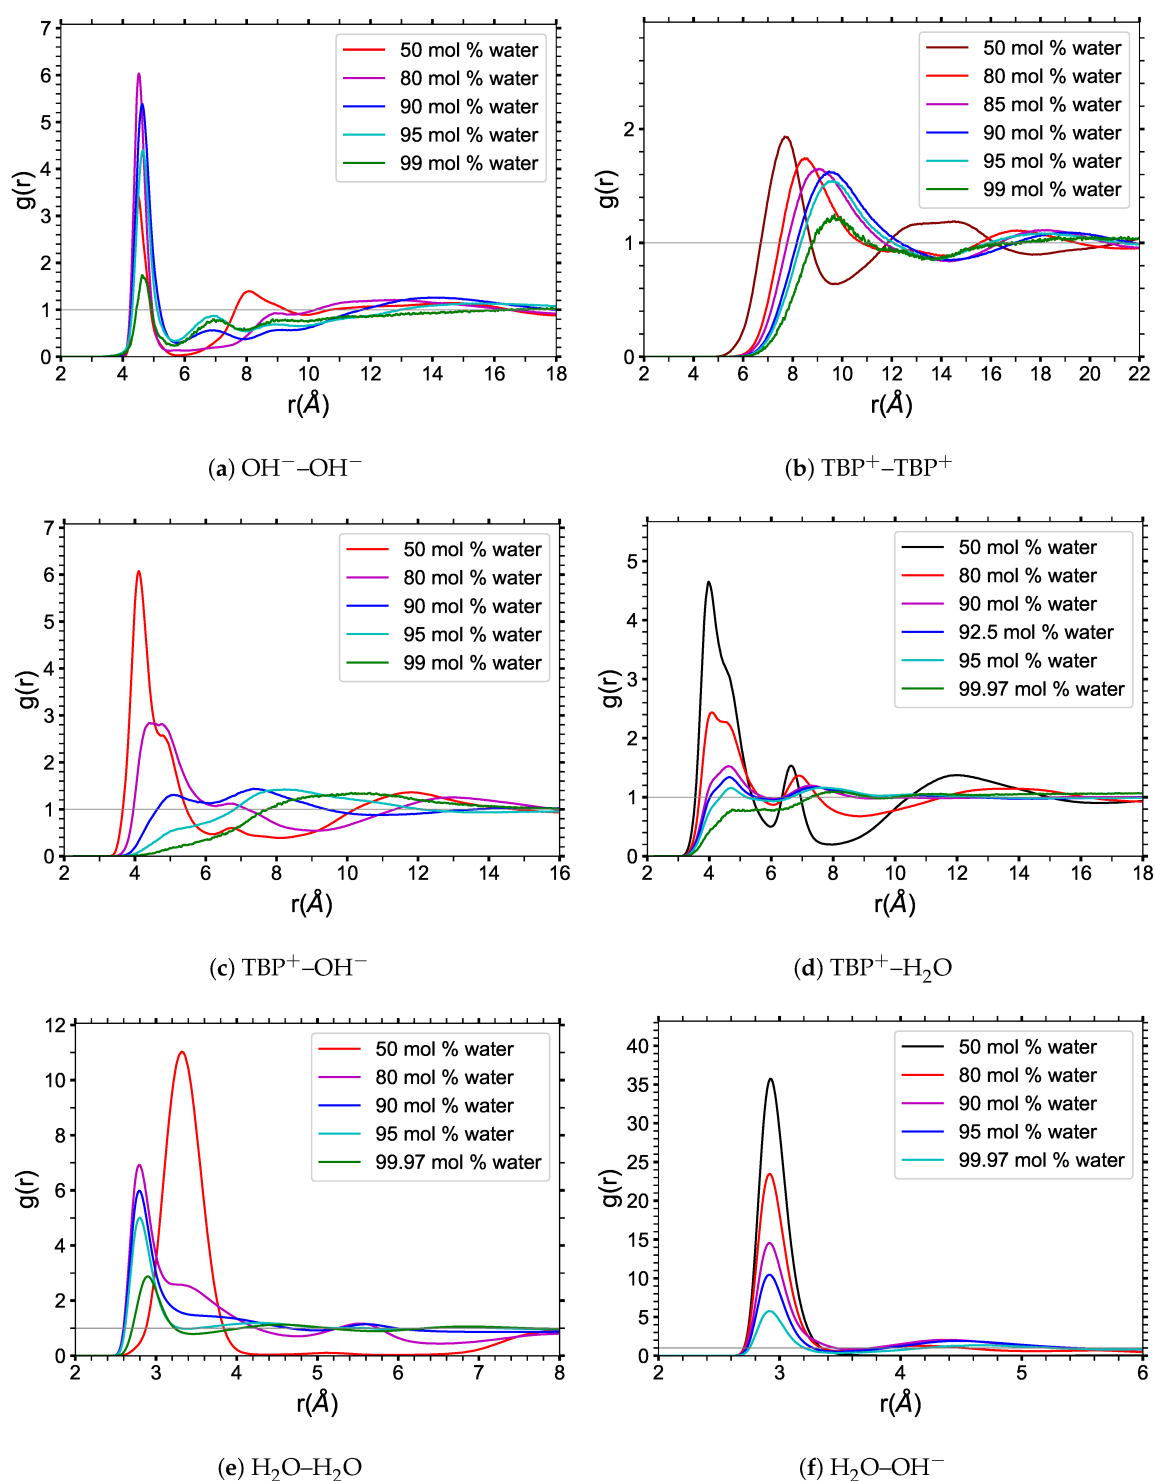 50 mol % water
80 mol % water
90 mol % water
95 mol % water
99 mol % water
g(r)
7
6
5
4
3
2
1
0
2 4 6 8 10 12 14 16 18
r(Å)
(a) OH⁻–OH⁻
50 mol % water
80 mol % water
85 mol % water
90 mol % water
95 mol % water
99 mol % water
g(r)
2
1
0
2 4 6 8 10 12 14 16 18 20 22
r(Å)
(b) TBP⁺–TBP⁺
50 mol % water
80 mol % water
90 mol % water
95 mol % water
99 mol % water
g(r)
7
6
5
4
3
2
1
0
2 4 6 8 10 12 14 16
r(Å)
(c) TBP⁺–OH⁻
50 mol % water
80 mol % water
90 mol % water
92.5 mol % water
95 mol % water
99.97 mol % water
g(r)
5
4
3
2
1
0
2 4 6 8 10 12 14 16 18
r(Å)
(d) TBP⁺–H₂O
50 mol % water
80 mol % water
90 mol % water
95 mol % water
99.97 mol % water
g(r)
12
10
8
6
4
2
0
2 3 4 5 6 7 8
r(Å)
(e) H₂O–H₂O
50 mol % water
80 mol % water
90 mol % water
95 mol % water
99.97 mol % water
g(r)
40
35
30
25
20
15
10
5
0
2 3 4 5 6
r(Å)
(f) H₂O–OH⁻